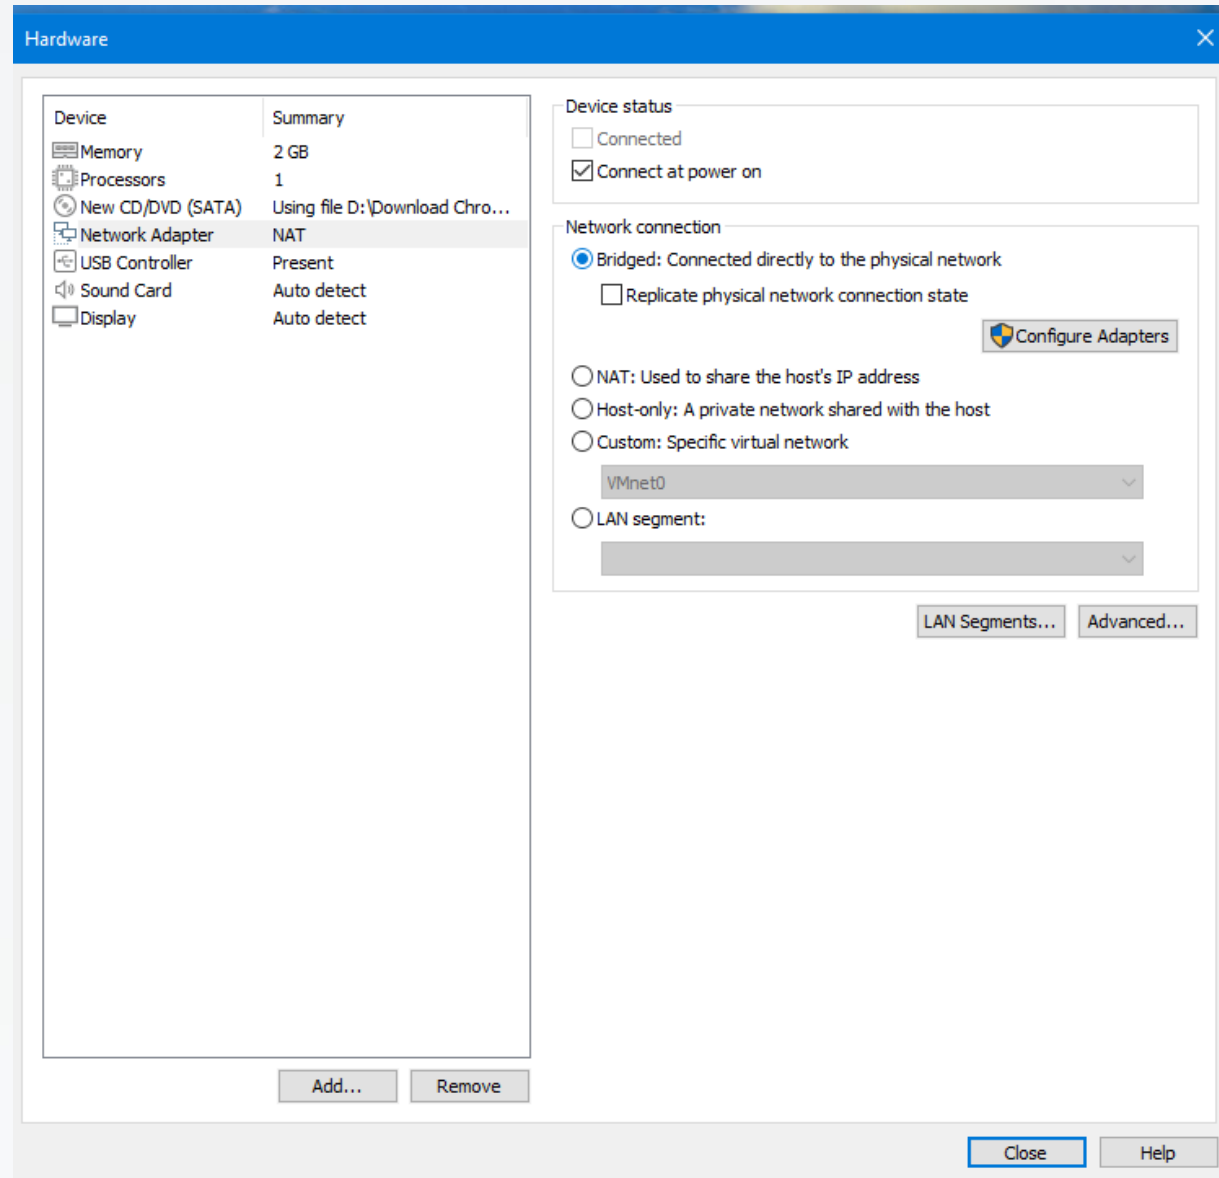 Hardware
Device Summary
Memory 2 GB
Processors 1
New CD/DVD (SATA) Using file D:\Download Chro...
Network Adapter NAT
USB Controller Present
Sound Card Auto detect
Display Auto detect
Add...
Remove
Device status
Connected
Connect at power on
Network connection
Bridged: Connected directly to the physical network
Replicate physical network connection state
Configure Adapters
NAT: Used to share the host's IP address
Host-only: A private network shared with the host
Custom: Specific virtual network
VMnet0
LAN segment:
LAN Segments...
Advanced...
Close
Help